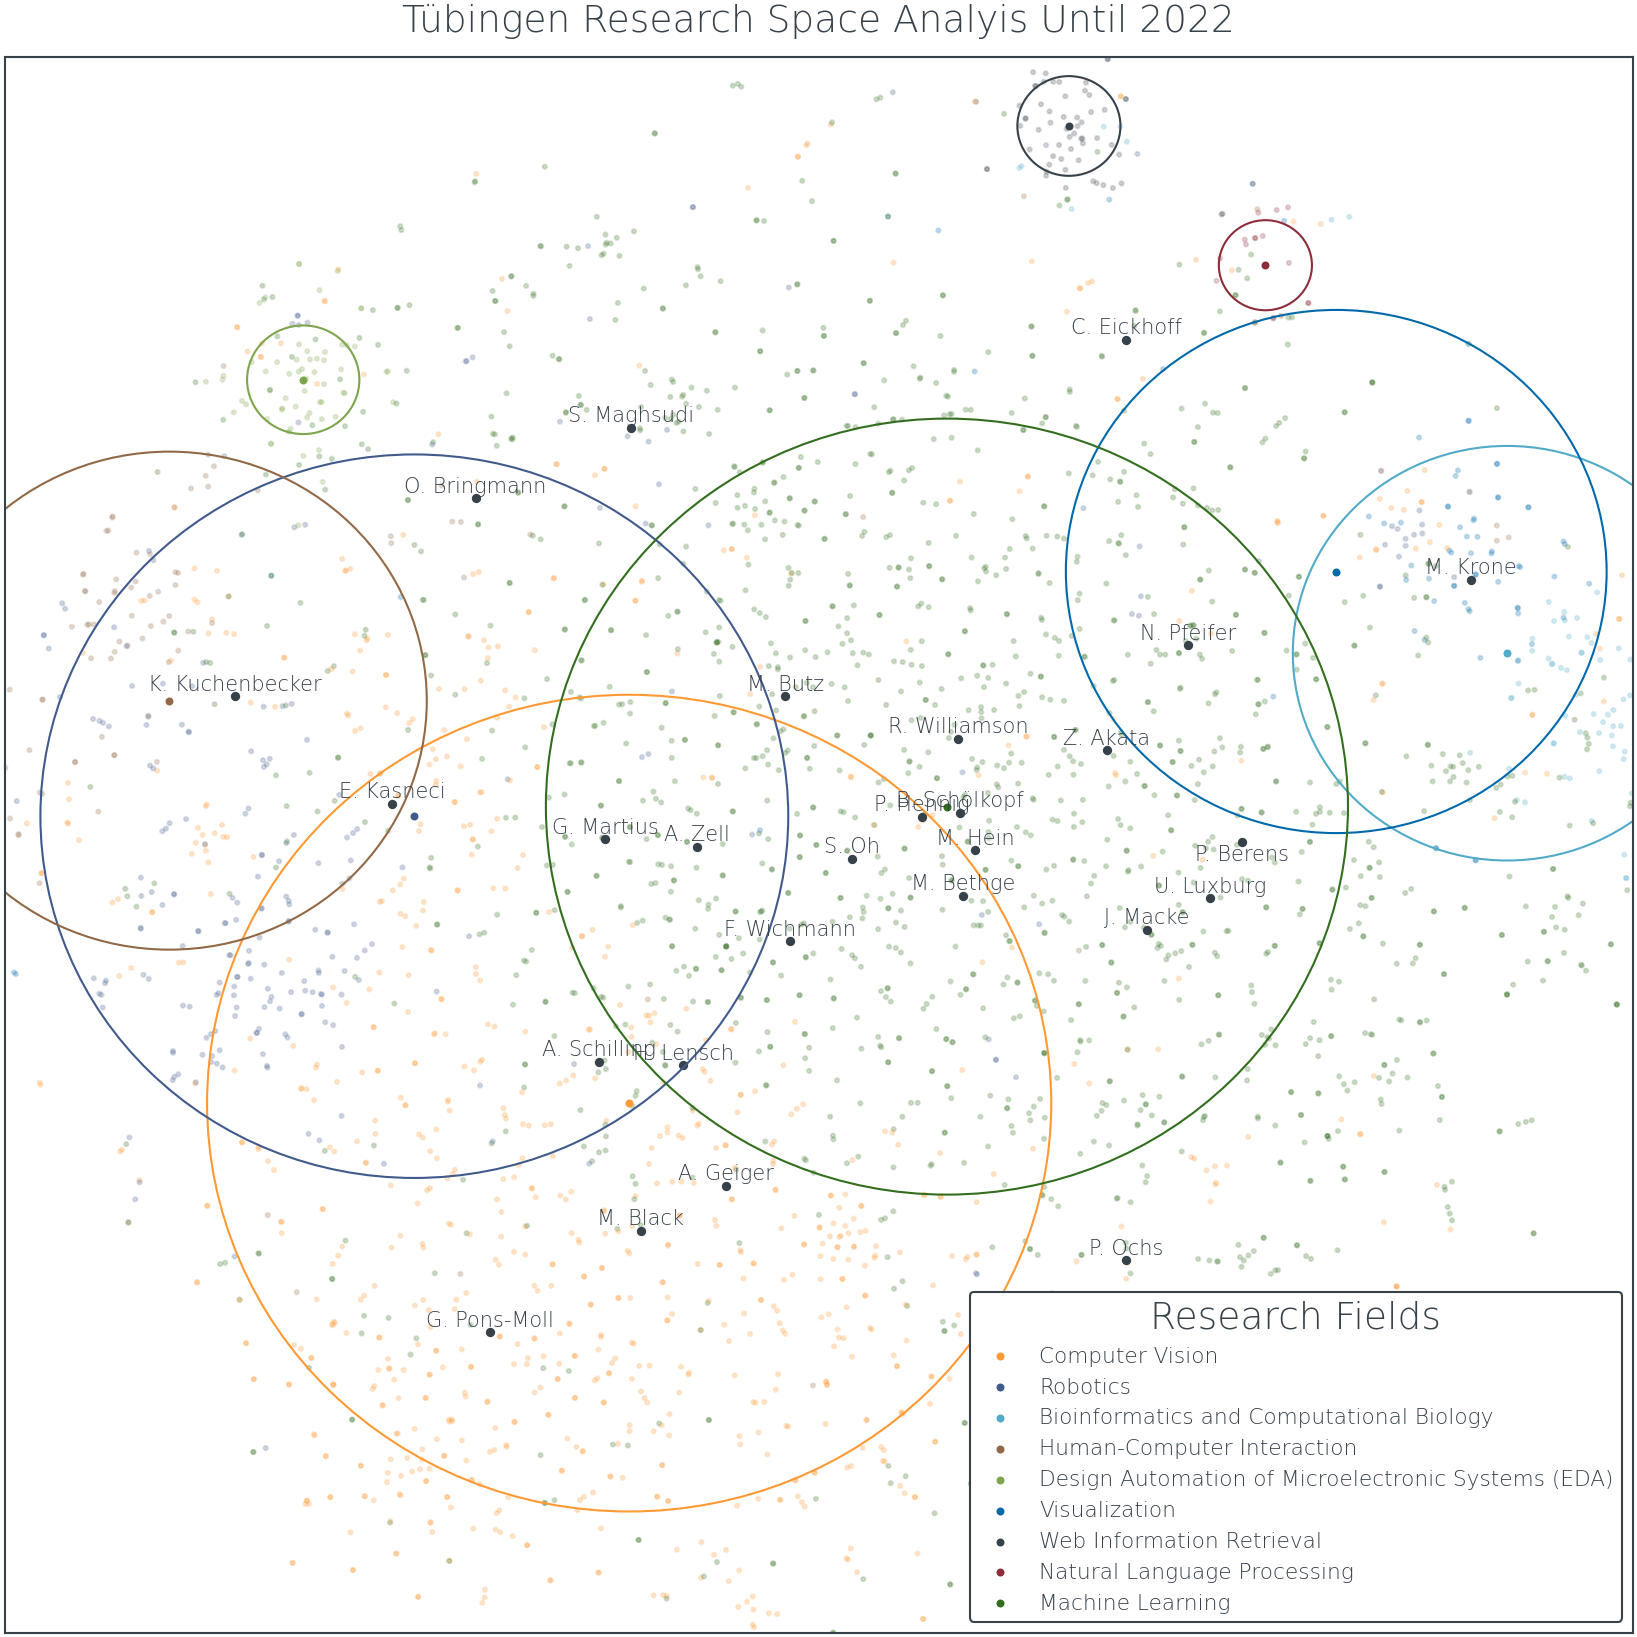 Tübingen Research Space Analyis Until 2022
C. Eickhoff
S. Maghsudi
O. Bringmann
M. Krone
N. Pfeifer
K. Kuchenbecker
M. Butz
R. Williamson
Z. Akata
E. Kasneci
P. Hennig
B. Schölkopf
G. Martius
A. Zell
S. Oh
M. Hein
P. Berens
M. Bethge
U. Luxburg
J. Macke
F. Wichmann
A. Schilling
Lensch
A. Geiger
M. Black
P. Ochs
G. Pons-Moll
Research Fields
Computer Vision
Robotics
Bioinformatics and Computational Biology
Human-Computer Interaction
Design Automation of Microelectronic Systems (EDA)
Visualization
Web Information Retrieval
Natural Language Processing
Machine Learning